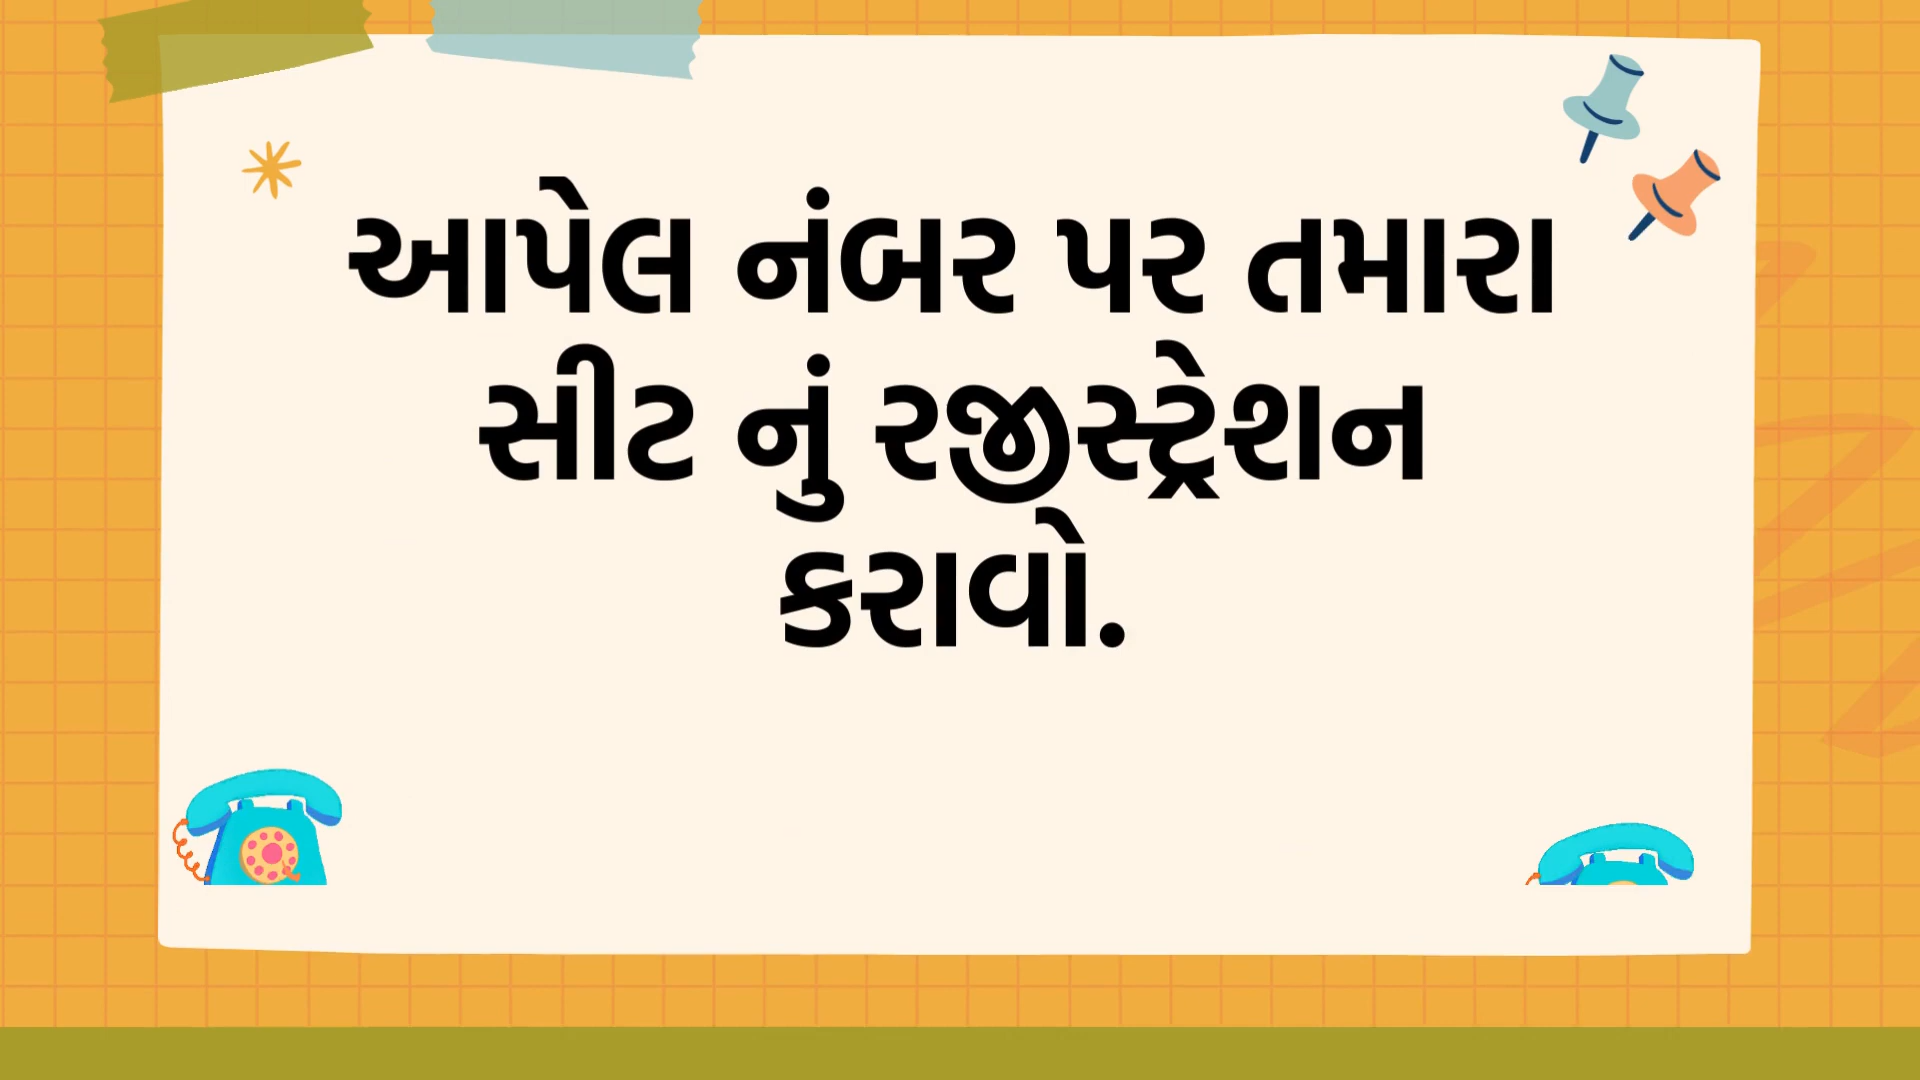 આપેલ નંબર પર તમારા
સીટ નું રજીસ્ટ્રેશન
કરાવો.